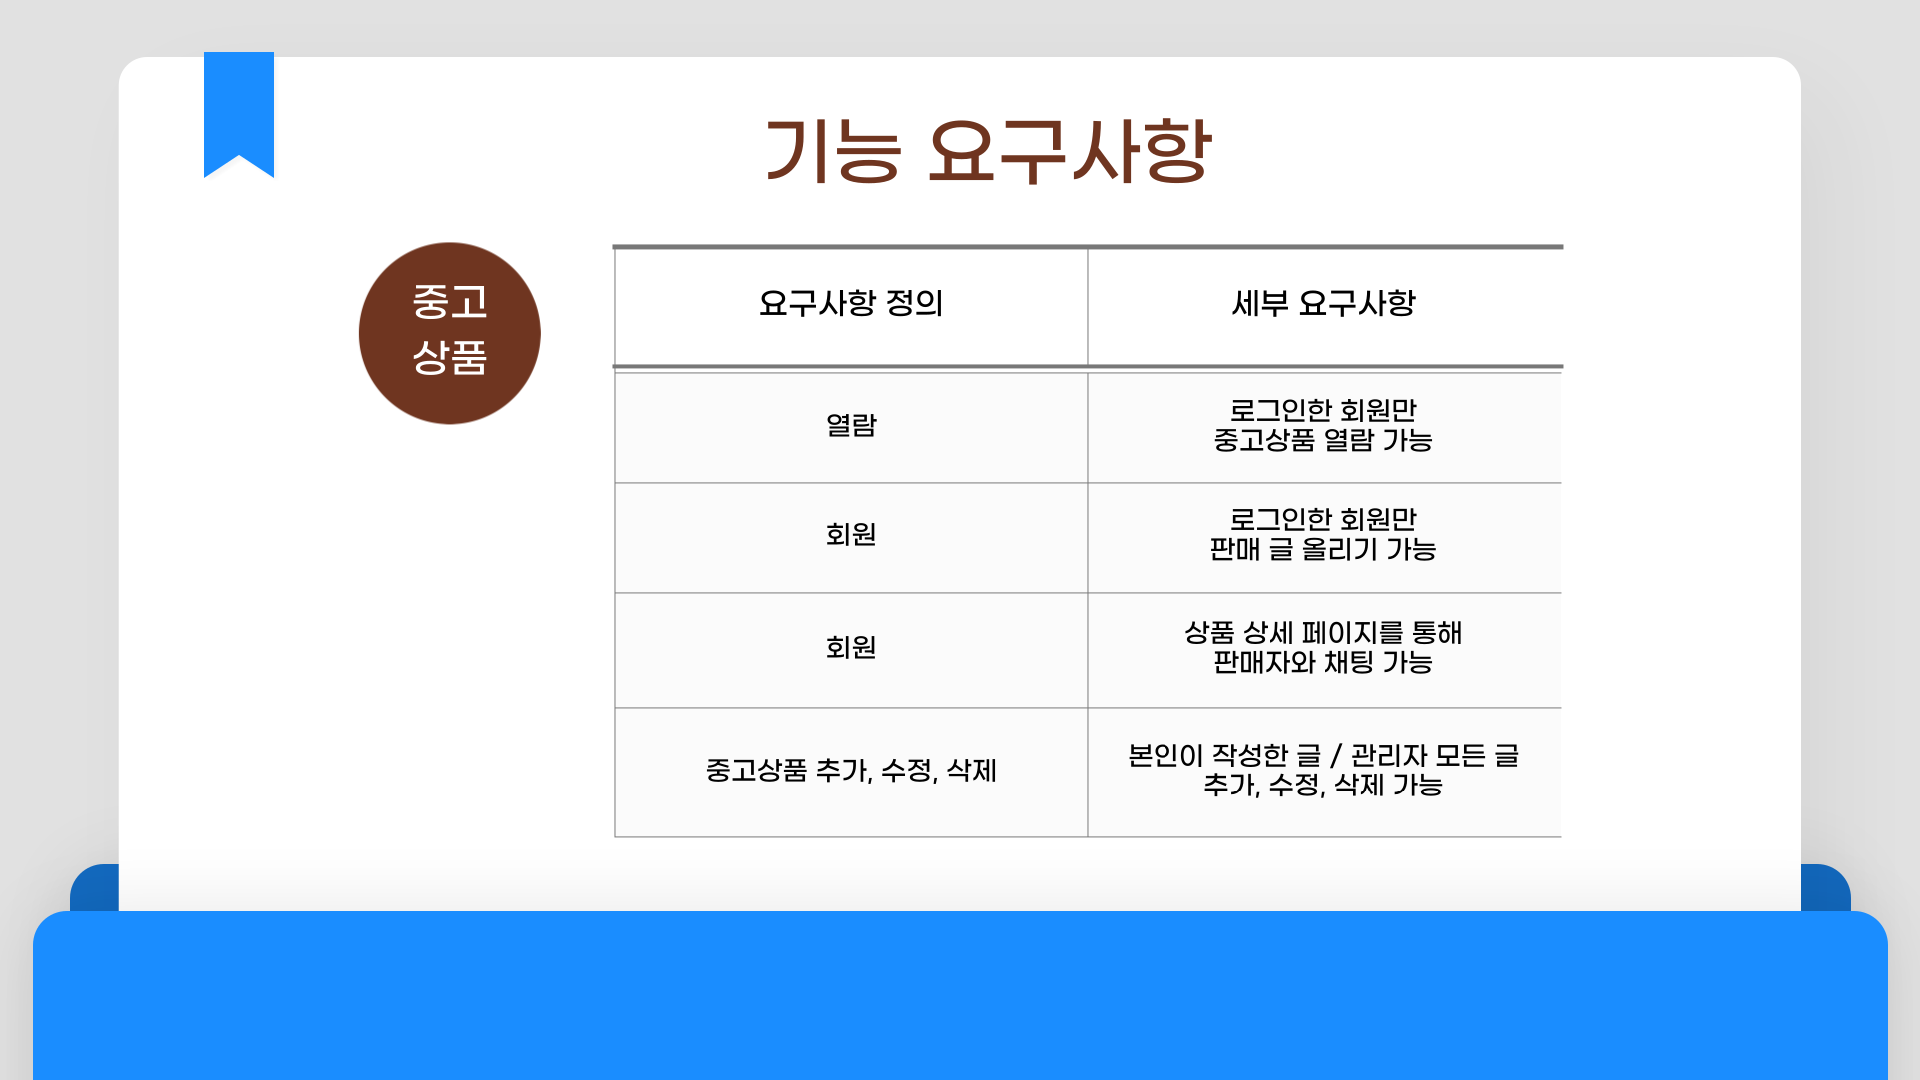 기능 요구사항
중고
상품
요구사항 정의
세부 요구사항
열람
로그인한 회원만
중고상품 열람 가능
회원
로그인한 회원만
판매 글 올리기 가능
회원
상품 상세 페이지를 통해
판매자와 채팅 가능
중고상품 추가, 수정, 삭제
본인이 작성한 글 / 관리자 모든 글
추가, 수정, 삭제 가능